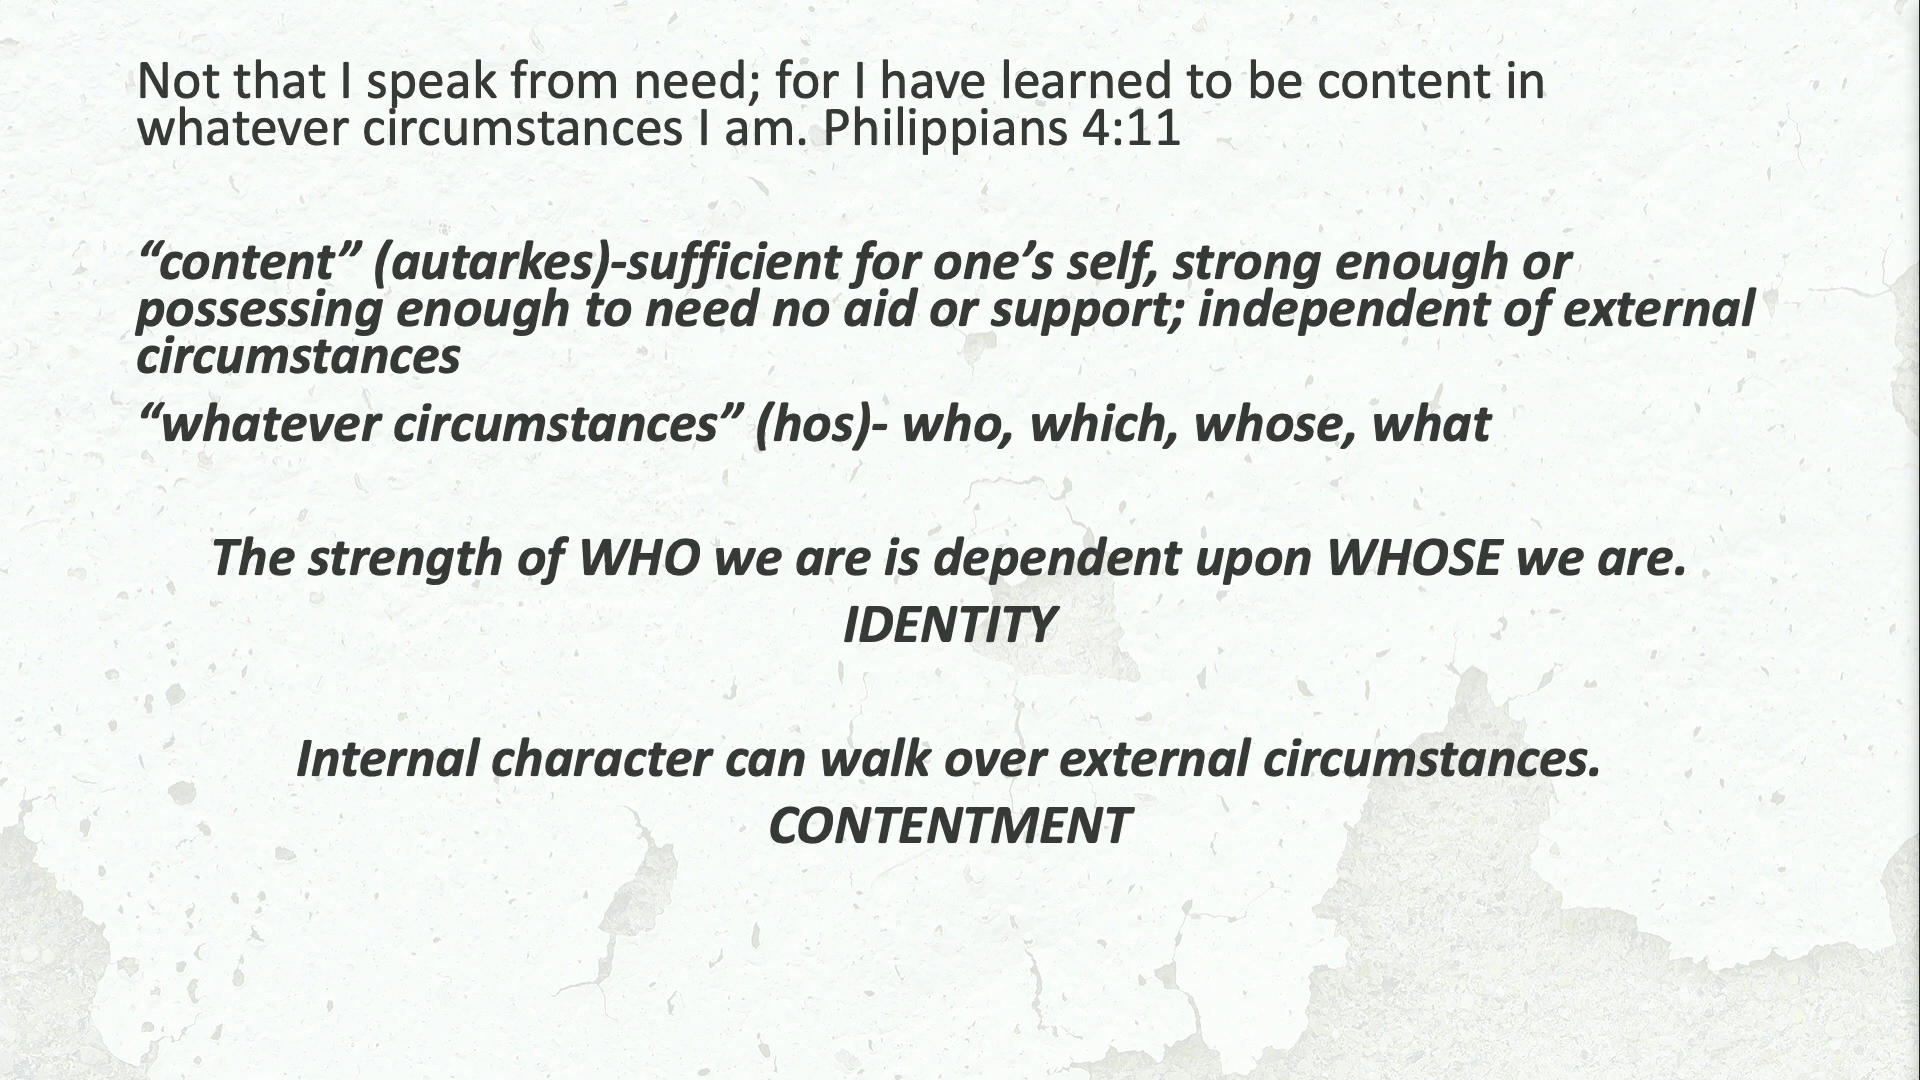 Not that I speak from need; for I have learned to be content in
whatever circumstances I am. Philippians 4:11
“content” (autarkes)-sufficient for one’s self, strong enough or
possessing enough to need no aid or support; independent of external
circumstances
“whatever circumstances” (hos)- who, which, whose, what
The strength of WHO we are is dependent upon WHOSE we are.
IDENTITY
Internal character can walk over external circumstances.
CONTENTMENT